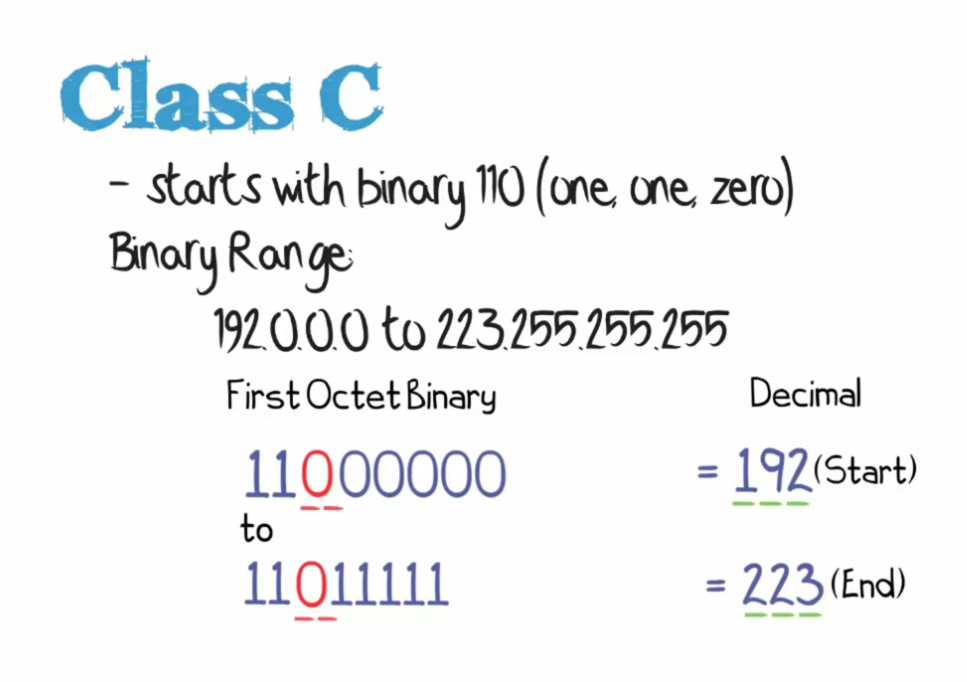 Class C
- starts with binary 110 (one, one, zero)
Binary Range:
192.0.0.0 to 223.255.255.255
First Octet Binary Decimal
11000000 = 192 (Start)
to
11011111 = 223 (End)